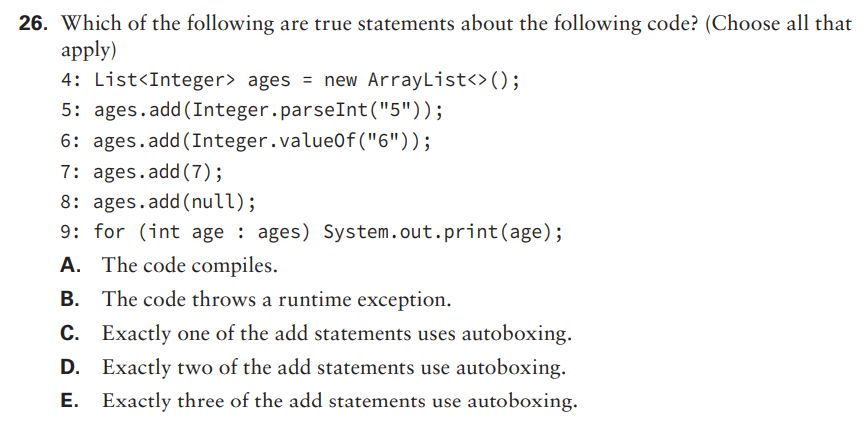 26. Which of the following are true statements about the following code? (Choose all that
apply)
4: List<Integer> ages = new ArrayList<>();
5: ages.add(Integer.parseInt("5"));
6: ages.add(Integer.valueOf("6"));
7: ages.add(7);
8: ages.add(null);
9: for (int age : ages) System.out.print(age);
A. The code compiles.
B. The code throws a runtime exception.
C. Exactly one of the add statements uses autoboxing.
D. Exactly two of the add statements use autoboxing.
E. Exactly three of the add statements use autoboxing.